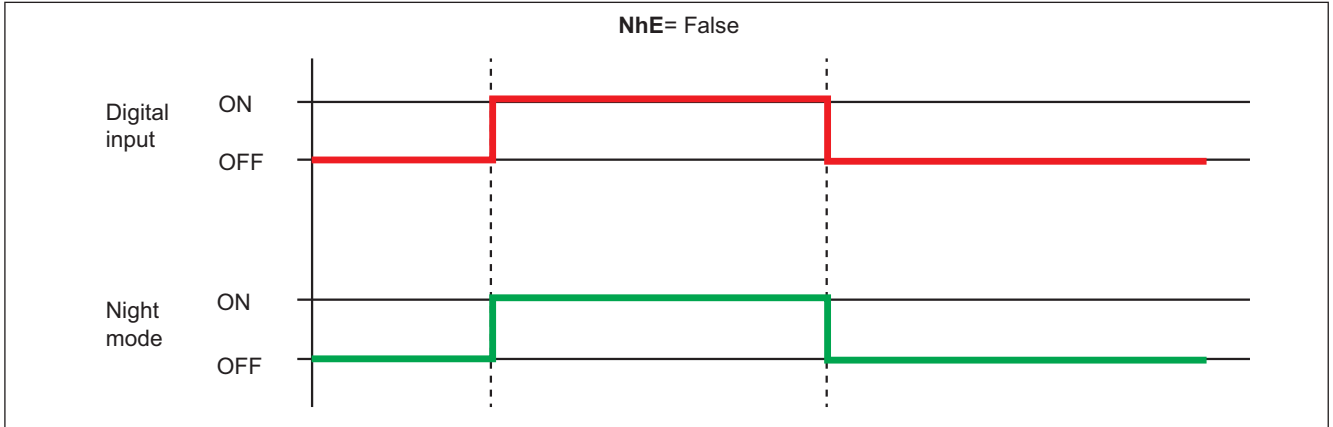 NhE= False
Digital
input
ON
OFF
Night
mode
ON
OFF